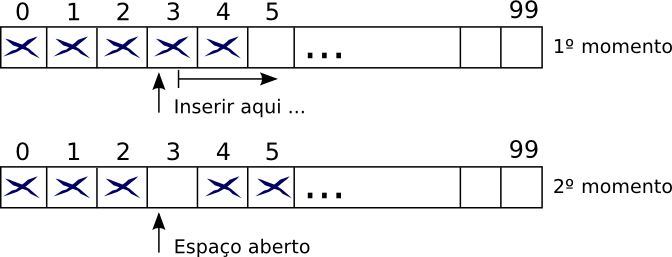 0 1 2 3 4 5 99
... 1º momento
Inserir aqui ...
0 1 2 3 4 5 99
... 2º momento
Espaço aberto